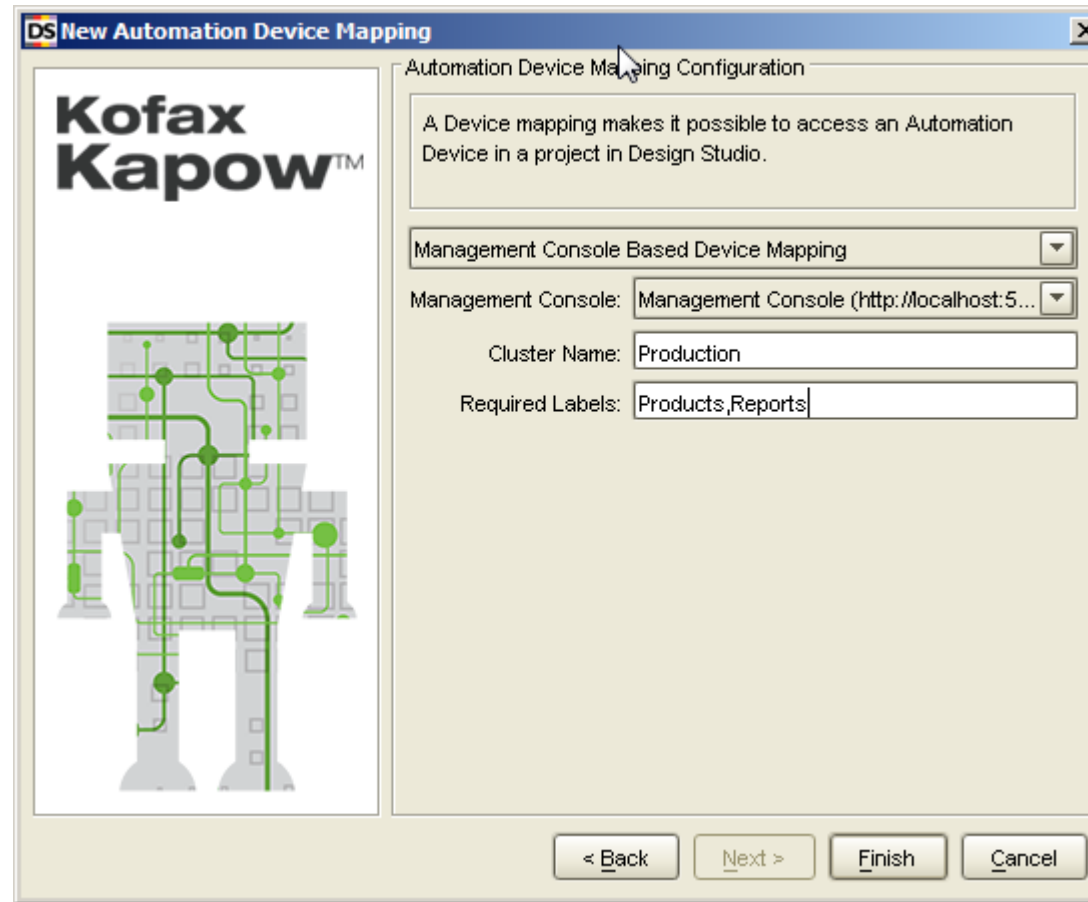 DS New Automation Device Mapping
Kofax
Kapow™
Automation Device Mapping Configuration
A Device mapping makes it possible to access an Automation
Device in a project in Design Studio.
Management Console Based Device Mapping
Management Console: Management Console (http://localhost:5...
Cluster Name: Production
Required Labels: Products,Reports
< Back Next > Finish Cancel